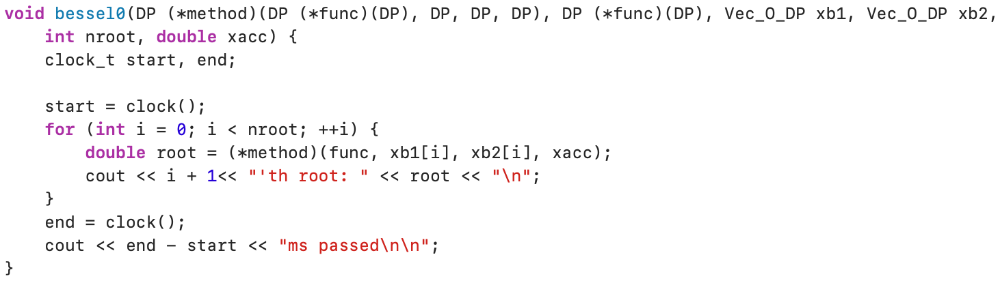 void bessel0(DP (*method)(DP (*func)(DP), DP, DP, DP), DP (*func)(DP), Vec_O_DP xb1, Vec_O_DP xb2,
    int nroot, double xacc) {
    clock_t start, end;

    start = clock();
    for (int i = 0; i < nroot; ++i) {
        double root = (*method)(func, xb1[i], xb2[i], xacc);
        cout << i + 1<< "'th root: " << root << "\n";
    }
    end = clock();
    cout << end - start << "ms passed\n\n";
}